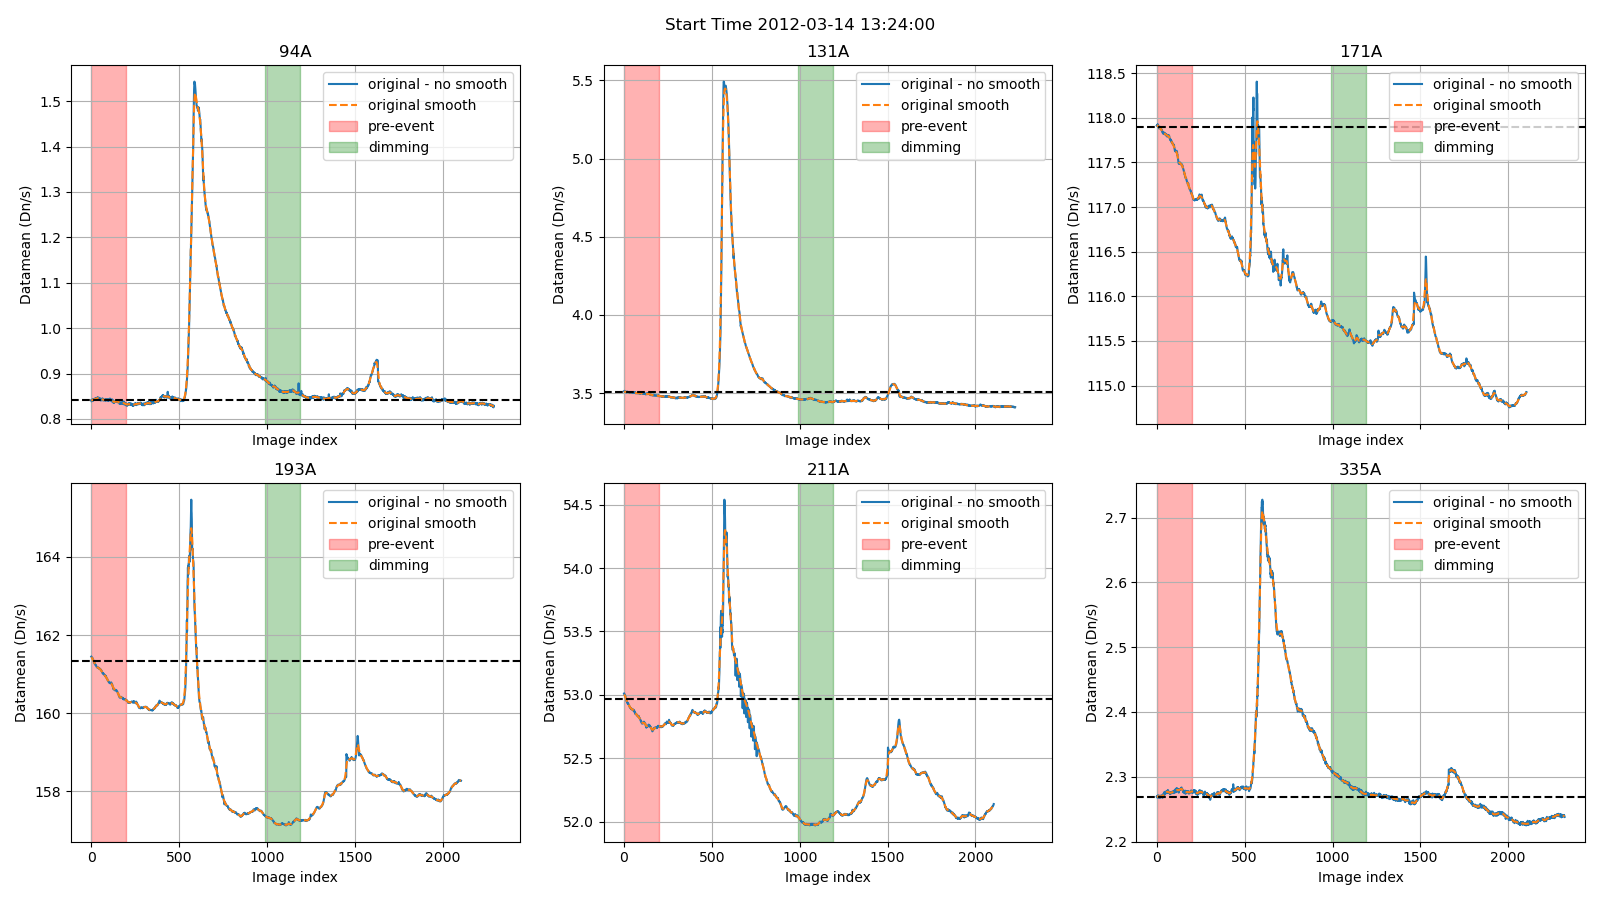 Start Time 2012-03-14 13:24:00
94A
original - no smooth
original smooth
pre-event
dimming
1.5
1.4
1.3
1.2
1.1
1.0
0.9
0.8
Datamean (Dn/s)
Image index
131A
original - no smooth
original smooth
pre-event
dimming
5.5
5.0
4.5
4.0
3.5
Datamean (Dn/s)
Image index
171A
original - no smooth
original smooth
pre-event
dimming
118.5
118.0
117.5
117.0
116.5
116.0
115.5
115.0
Datamean (Dn/s)
Image index
193A
original - no smooth
original smooth
pre-event
dimming
164
162
160
158
Datamean (Dn/s)
0 500 1000 1500 2000
Image index
211A
original - no smooth
original smooth
pre-event
dimming
54.5
54.0
53.5
53.0
52.5
52.0
Datamean (Dn/s)
0 500 1000 1500 2000
Image index
335A
original - no smooth
original smooth
pre-event
dimming
2.7
2.6
2.5
2.4
2.3
2.2
Datamean (Dn/s)
0 500 1000 1500 2000
Image index